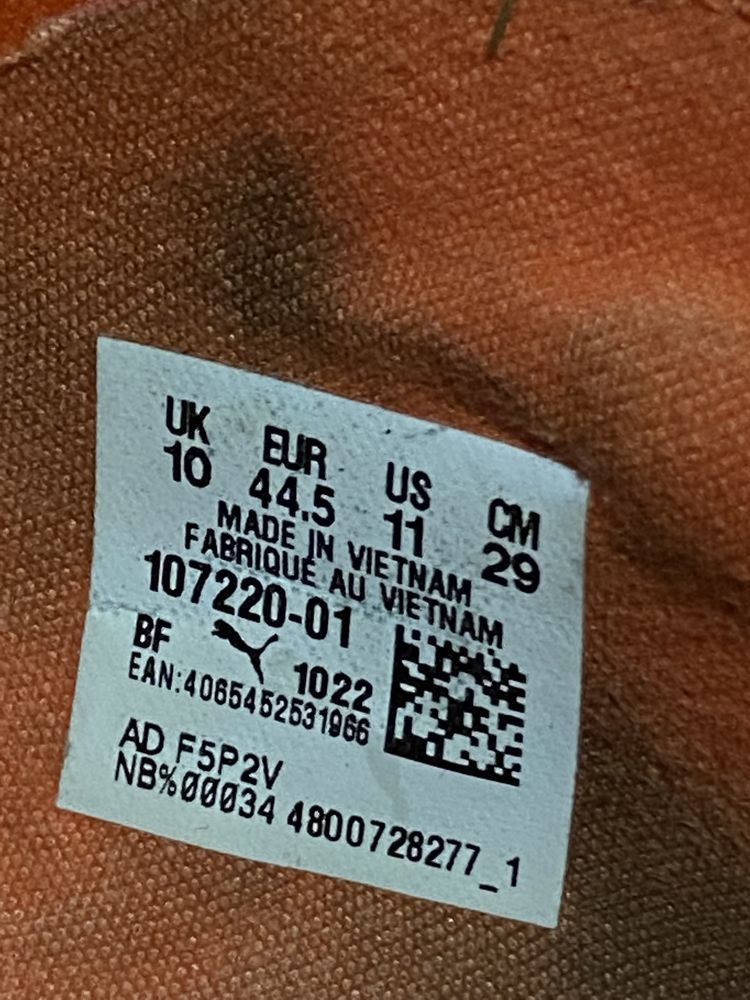 UK EUR US CM
10 44.5 11 29
MADE IN VIETNAM
FABRIQUE AU VIETNAM
107220-01
BF 1022
EAN:4065452531966
AD F5P2V
NB%00034 4800728277_1